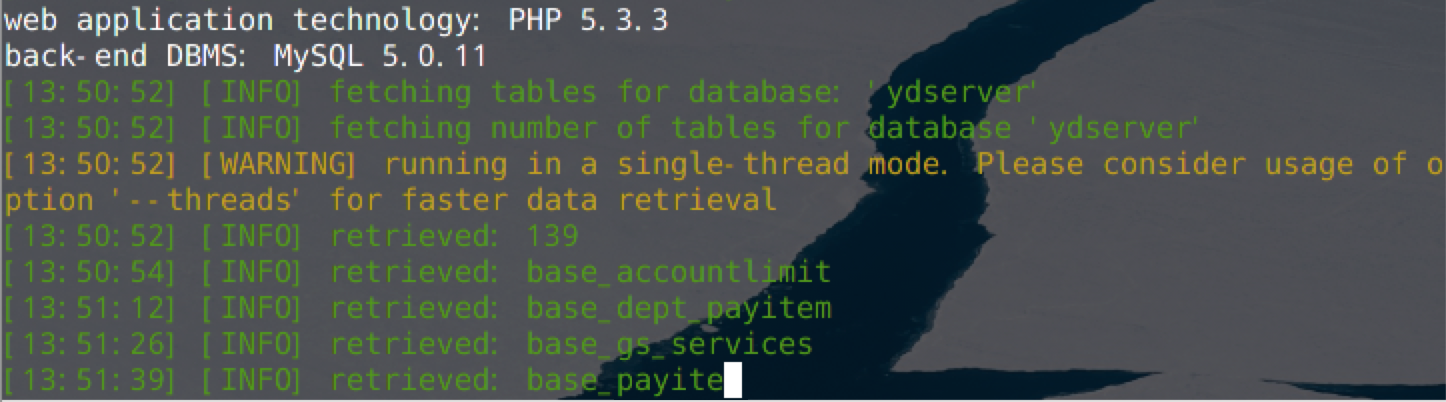 web application technology: PHP 5.3.3
back-end DBMS: MySQL 5.0.11
[13:50:52] [INFO] fetching tables for database: 'ydserver'
[13:50:52] [INFO] fetching number of tables for database 'ydserver'
[13:50:52] [WARNING] running in a single-thread mode. Please consider usage of o
ption '--threads' for faster data retrieval
[13:50:52] [INFO] retrieved: 139
[13:50:54] [INFO] retrieved: base_accountlimit
[13:51:12] [INFO] retrieved: base_dept_payitem
[13:51:26] [INFO] retrieved: base_gs_services
[13:51:39] [INFO] retrieved: base_payite